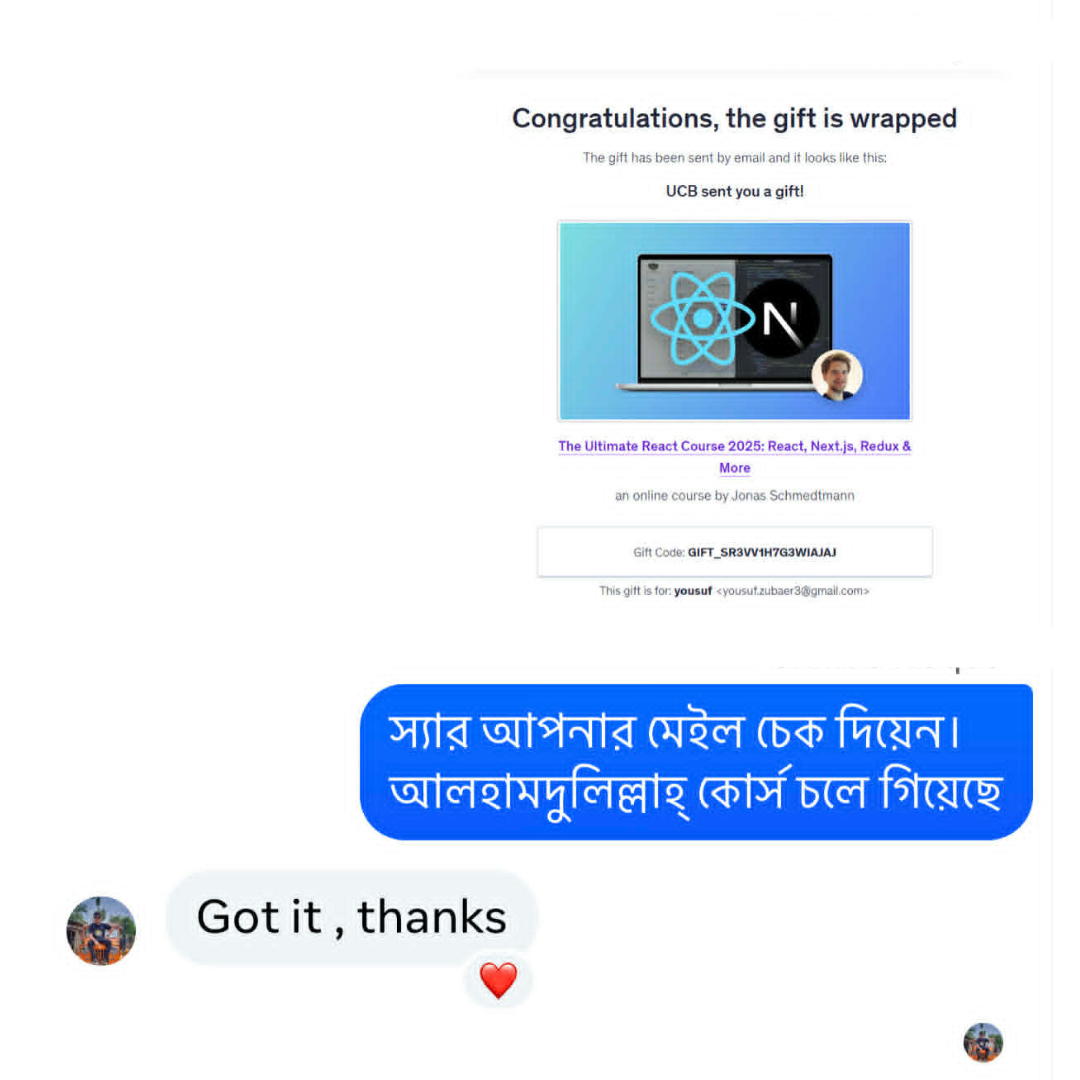 Congratulations, the gift is wrapped
The gift has been sent by email and it looks like this:
UCB sent you a gift!
N
The Ultimate React Course 2025: React, Next.js, Redux &
More
an online course by Jonas Schmedtmann
Gift Code: GIFT_SR3VV1H7G3WIAJAJ
This gift is for: yousuf <yousuf.zubaer3@gmail.com>
স্যার আপনার মেইল চেক দিয়েন।
আলহামদুলিল্লাহ্ কোর্স চলে গিয়েছে
Got it , thanks